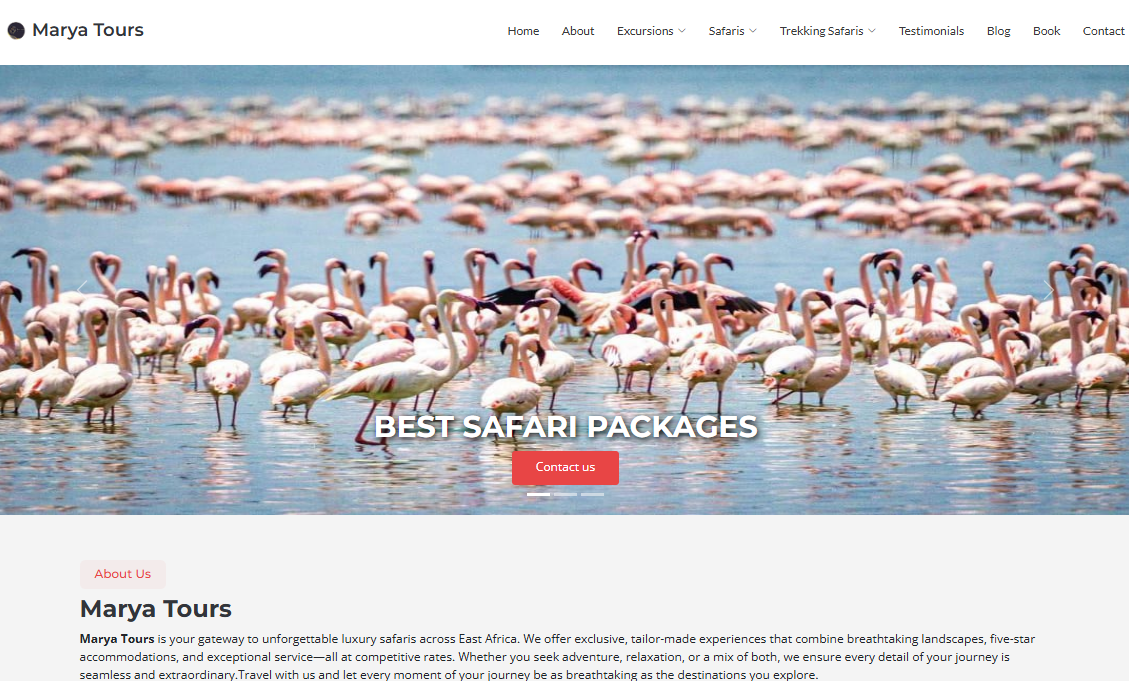 Marya Tours
Home About Excursions Safaris Trekking Safaris Testimonials Blog Book Contact
BEST SAFARI PACKAGES
Contact us
About Us
Marya Tours
Marya Tours is your gateway to unforgettable luxury safaris across East Africa. We offer exclusive, tailor-made experiences that combine breathtaking landscapes, five-star
accommodations, and exceptional service—all at competitive rates. Whether you seek adventure, relaxation, or a mix of both, we ensure every detail of your journey is
seamless and extraordinary.Travel with us and let every moment of your journey be as breathtaking as the destinations you explore.